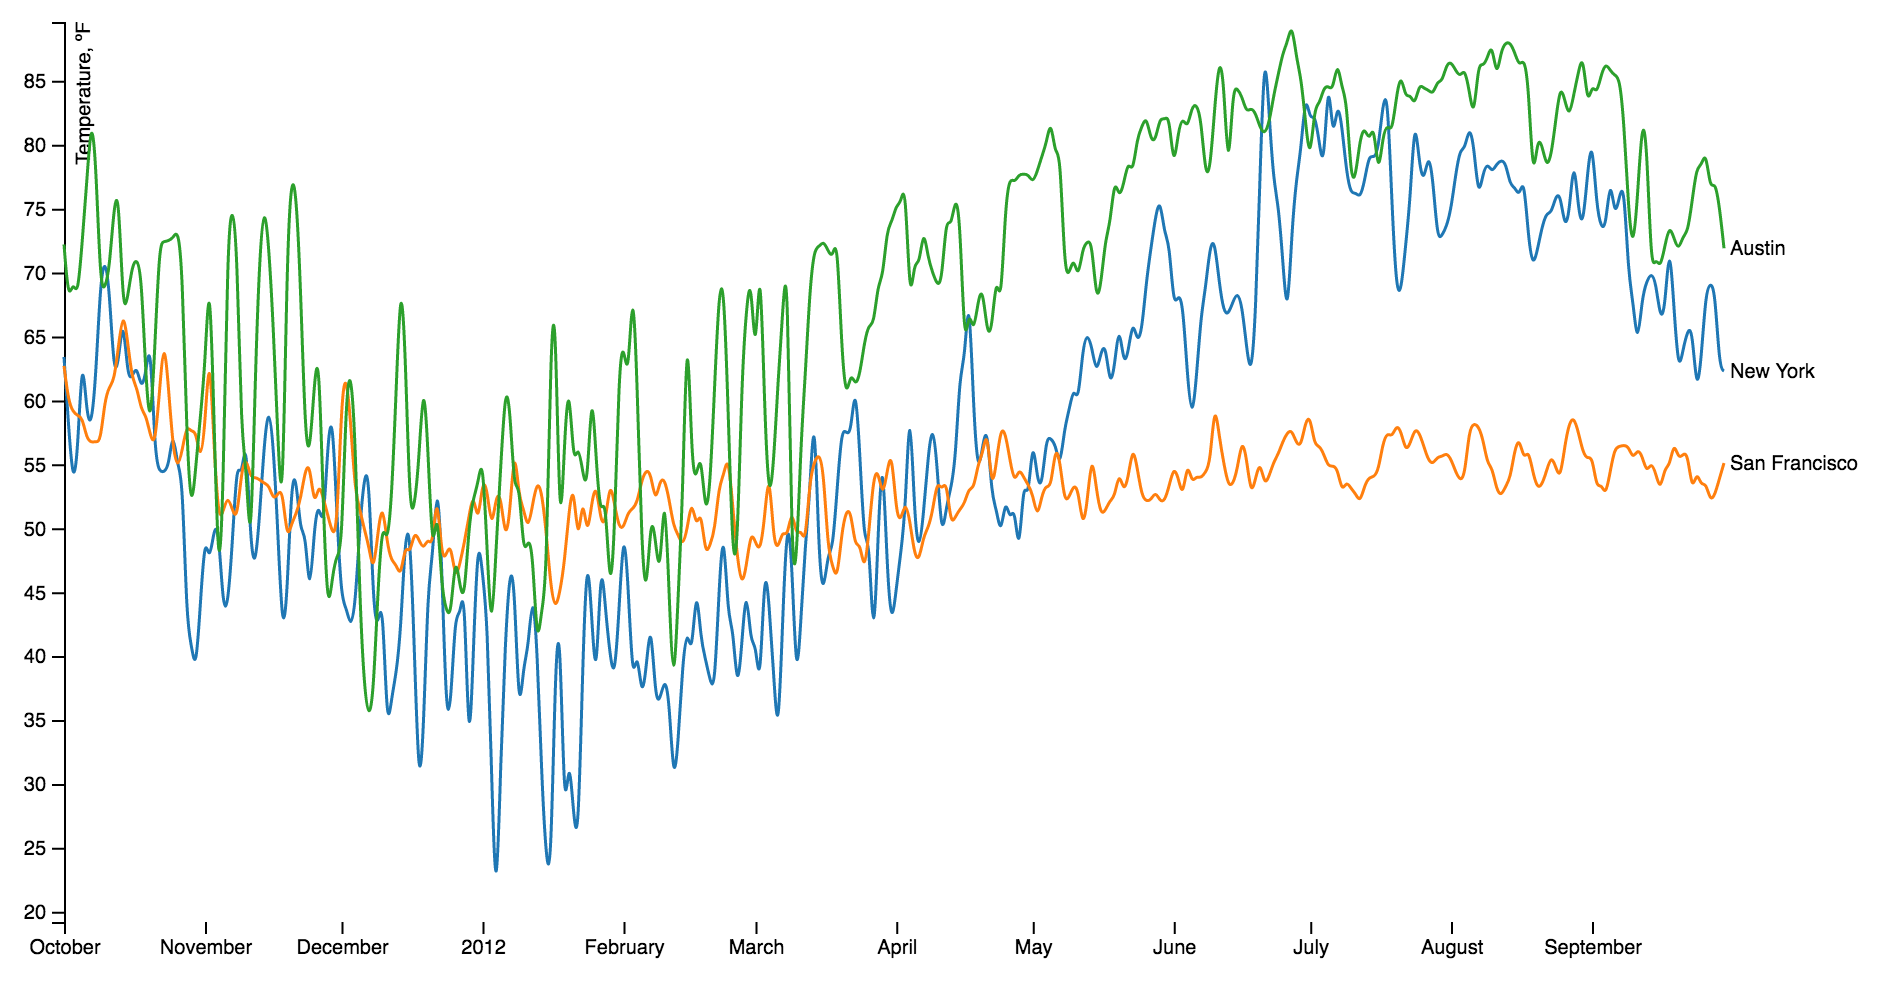 Temperature, ºF
85
80
75
70
65
60
55
50
45
40
35
30
25
20
Austin
New York
San Francisco
October November December 2012 February March April May June July August September